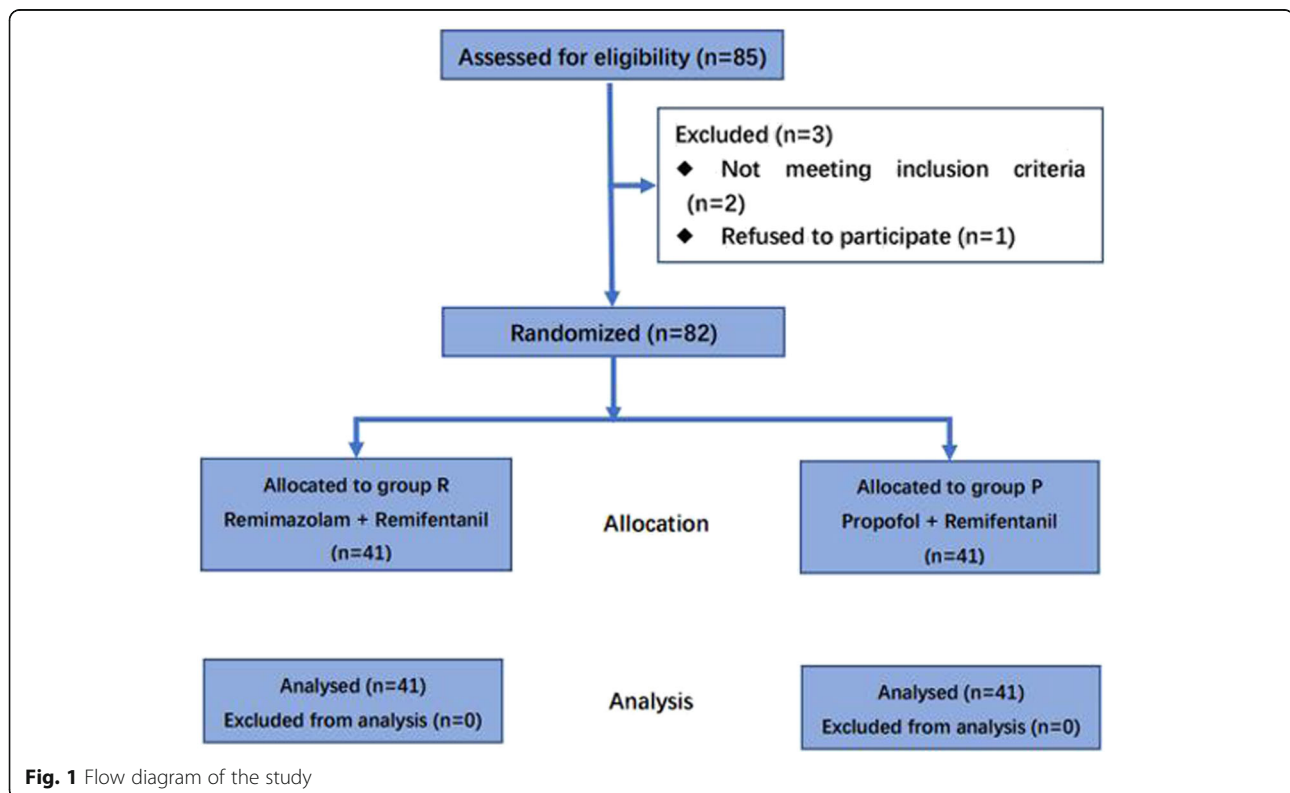 Assessed for eligibility (n=85)
Excluded (n=3)
◆ Not meeting inclusion criteria
(n=2)
◆ Refused to participate (n=1)
Randomized (n=82)
Allocated to group R
Remimazolam + Remifentanil
(n=41)
Allocation
Allocated to group P
Propofol + Remifentanil
(n=41)
Analysed (n=41)
Excluded from analysis (n=0)
Analysis
Analysed (n=41)
Excluded from analysis (n=0)
Fig. 1 Flow diagram of the study